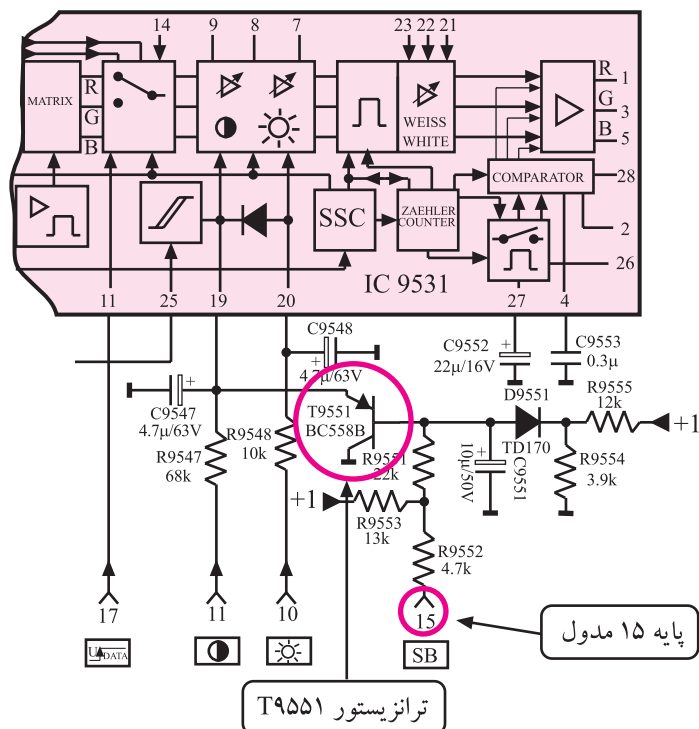 14 9 8 7 23 22 21
MATRIX
R
G
B
WEISS
WHITE
R 1
G 3
B 5
COMPARATOR
28
SSC
ZAEHLER
COUNTER
2
26
IC 9531
11 25 19 20 27 4
C9548
4.7µ/63V
C9552
22µ/16V
C9553
0.3µ
C9547
4.7µ/63V
T9551
BC558B
D9551
TD170
R9555
12k
+1
R9547
68k
R9548
10k
R9551
22k
10µ/50V
C9551
R9554
3.9k
+1
R9553
13k
R9552
4.7k
17 11 10 15
U DATA
SB
پایه ۱۵ مدول
ترانزیستور T۹۵۵۱